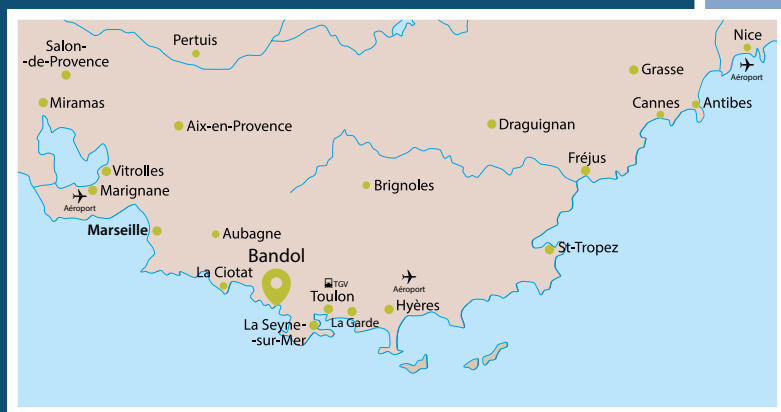 Salon-
-de-Provence
Pertuis
Nice
Aéroport
Grasse
Miramas
Cannes
Antibes
Aix-en-Provence
Draguignan
Fréjus
Vitrolles
Marignane
Aéroport
Brignoles
Marseille
Aubagne
Bandol
St-Tropez
La Ciotat
TGV
Toulon
Aéroport
Hyères
La Garde
La Seyne-
-sur-Mer